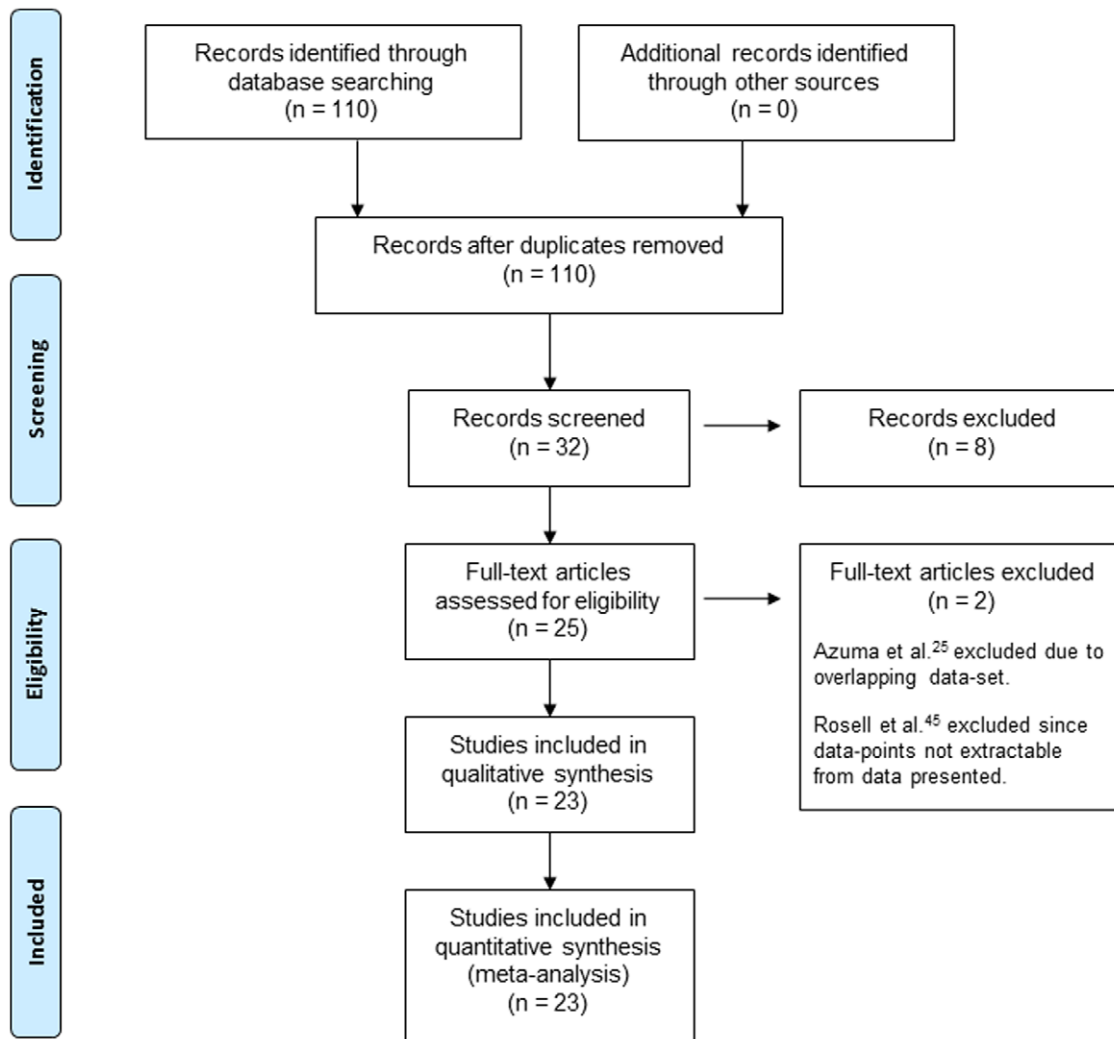 Identification
Records identified through
database searching
(n = 110)
Additional records identified
through other sources
(n = 0)
Records after duplicates removed
(n = 110)
Screening
Records screened
(n = 32)
Records excluded
(n = 8)
Eligibility
Full-text articles
assessed for eligibility
(n = 25)
Full-text articles excluded
(n = 2)
Azuma et al.²⁵ excluded due to
overlapping data-set.
Rosell et al.⁴⁵ excluded since
data-points not extractable
from data presented.
Studies included in
qualitative synthesis
(n = 23)
Included
Studies included in
quantitative synthesis
(meta-analysis)
(n = 23)